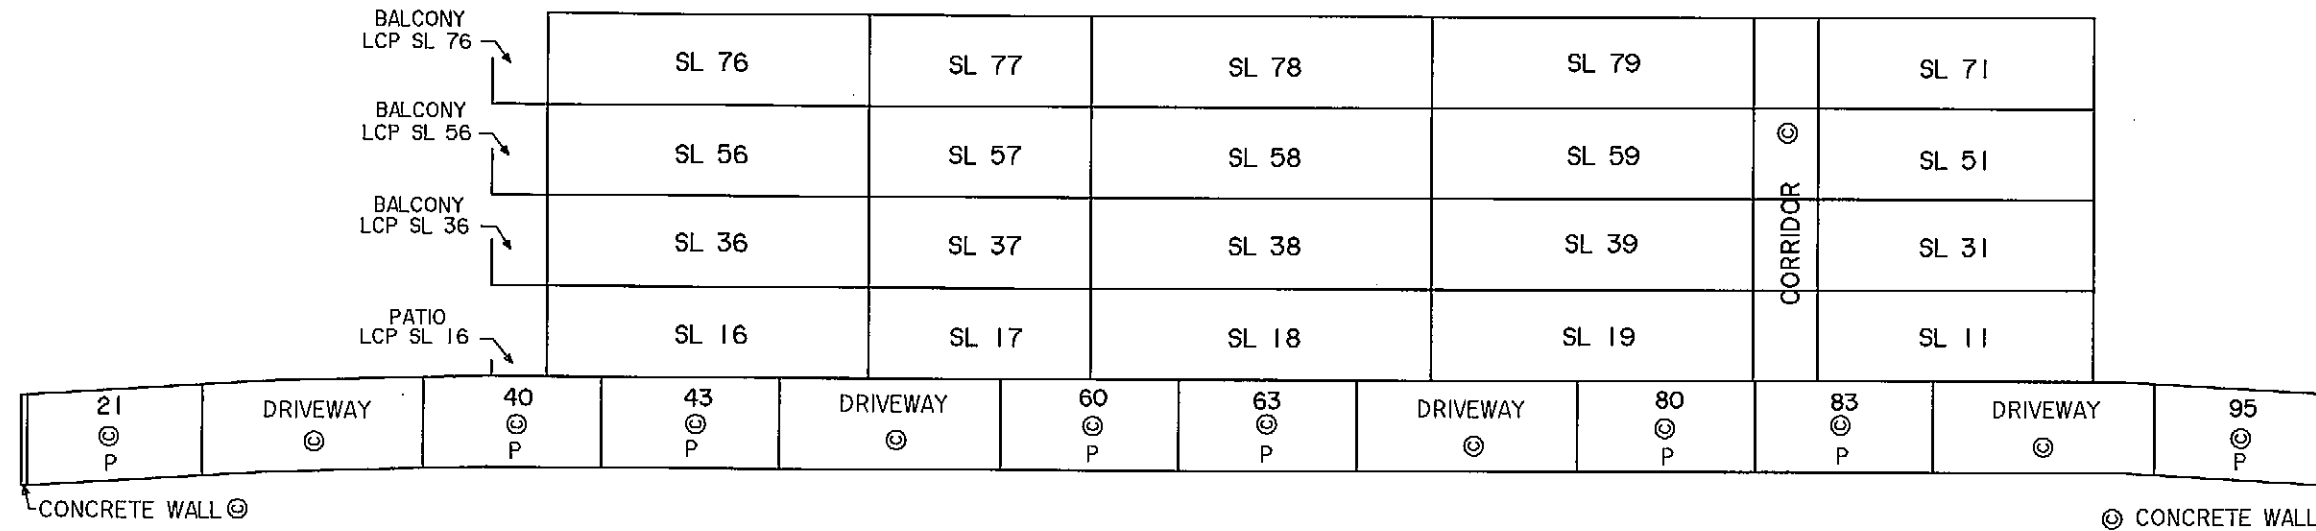 BALCONY
LCP SL 76
SL 76
SL 77
SL 78
SL 79
SL 71
BALCONY
LCP SL 56
SL 56
SL 57
SL 58
SL 59
©
SL 51
BALCONY
LCP SL 36
SL 36
SL 37
SL 38
SL 39
CORRIDOR
SL 31
PATIO
LCP SL 16
SL 16
SL 17
SL 18
SL 19
SL 11
21
©
P
DRIVEWAY
©
40
©
P
43
©
P
DRIVEWAY
©
60
©
P
63
©
P
DRIVEWAY
©
80
©
P
83
©
P
DRIVEWAY
©
95
©
P
CONCRETE WALL ©
© CONCRETE WALL